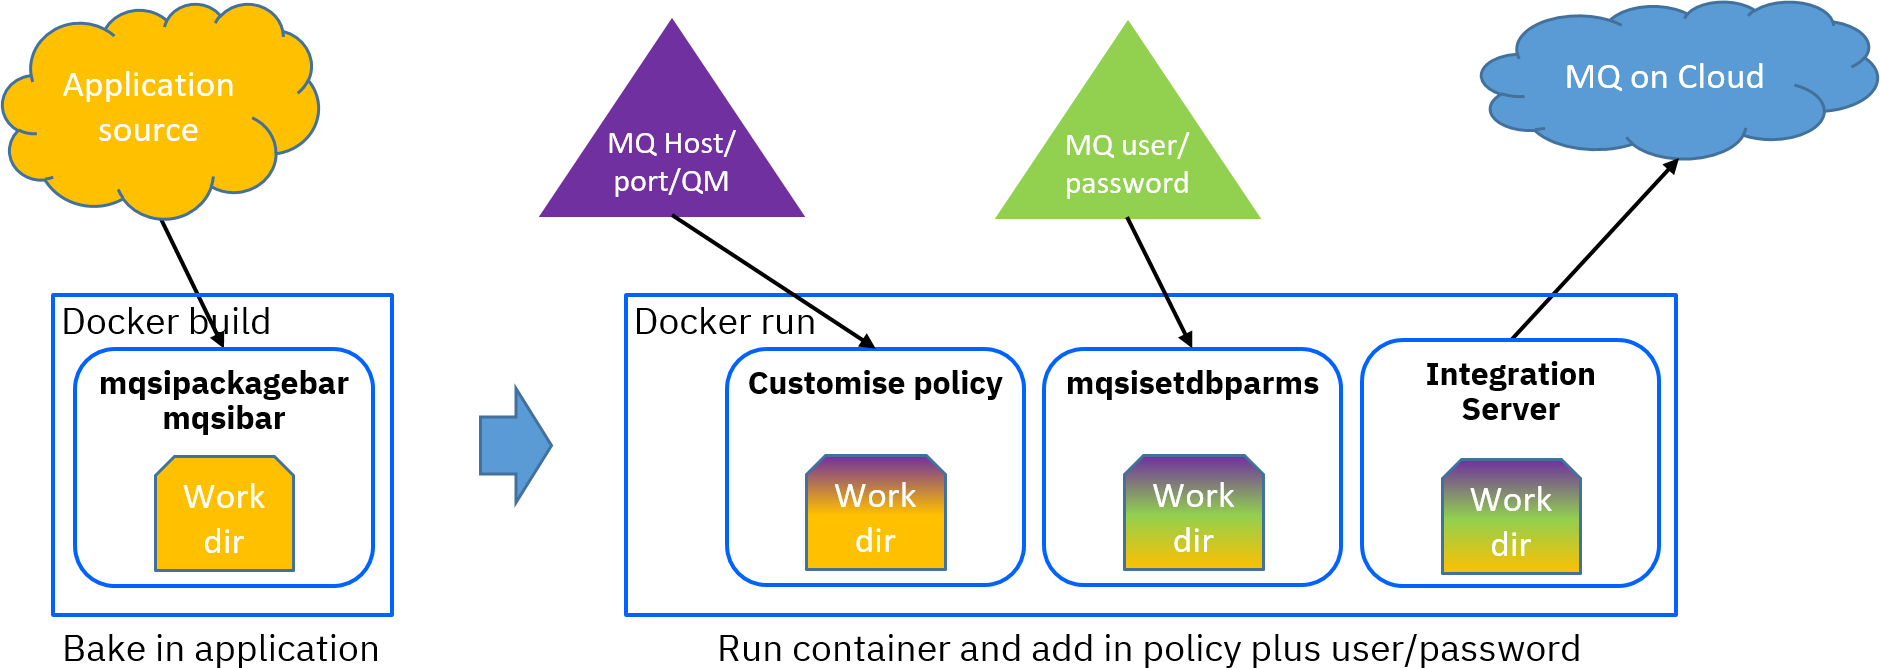 Application
source
MQ Host/
port/QM
MQ user/
password
MQ on Cloud
Docker build
mqsipackagebar
mqsibar
Work
dir
Bake in application
Docker run
Customise policy
Work
dir
mqsisetdbparms
Work
dir
Integration
Server
Work
dir
Run container and add in policy plus user/password